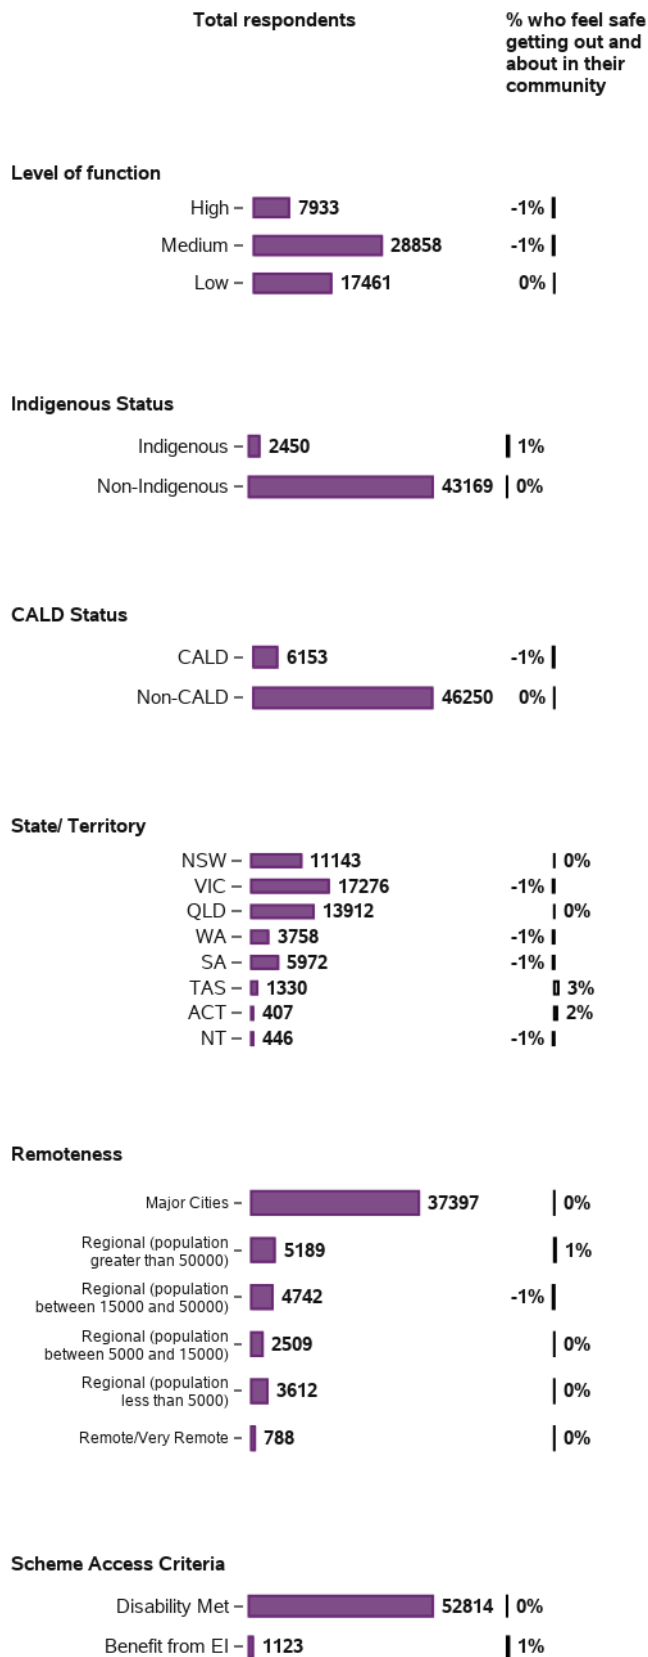 Total respondents
% who feel safe
getting out and
about in their
community
Level of function
High 7933 -1%
Medium 28858 -1%
Low 17461 0%
Indigenous Status
Indigenous 2450 1%
Non-Indigenous 43169 0%
CALD Status
CALD 6153 -1%
Non-CALD 46250 0%
State/ Territory
NSW 11143 0%
VIC 17276 -1%
QLD 13912 0%
WA 3758 -1%
SA 5972 -1%
TAS 1330 3%
ACT 407 2%
NT 446 -1%
Remoteness
Major Cities 37397 0%
Regional (population
greater than 50000) 5189 1%
Regional (population
between 15000 and 50000) 4742 -1%
Regional (population
between 5000 and 15000) 2509 0%
Regional (population
less than 5000) 3612 0%
Remote/Very Remote 788 0%
Scheme Access Criteria
Disability Met 52814 0%
Benefit from EI 1123 1%